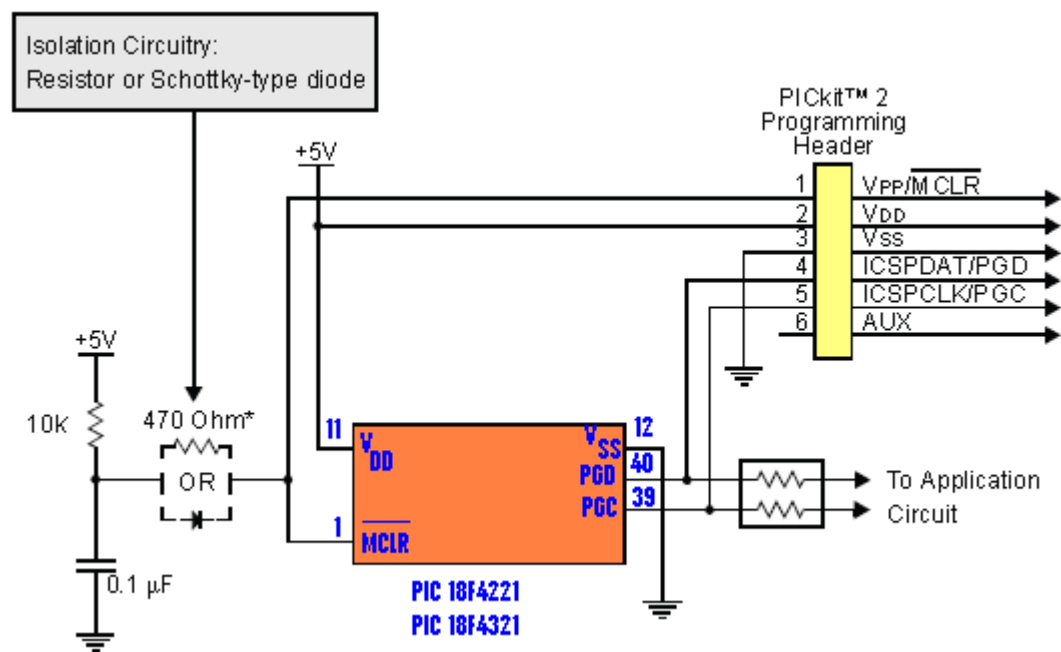 Isolation Circuitry:
Resistor or Schottky-type diode
PICkit™ 2
Programming
Header
+5V
1 VPP/MCLR
2 VDD
3 VSS
4 ICSPDAT/PGD
5 ICSPCLK/PGC
6 AUX
+5V
10K
470 Ohm*
OR
0.1 µF
11 VDD
1 MCLR
VSS 12
PGD 40
PGC 39
To Application
Circuit
PIC 18F4221
PIC 18F4321